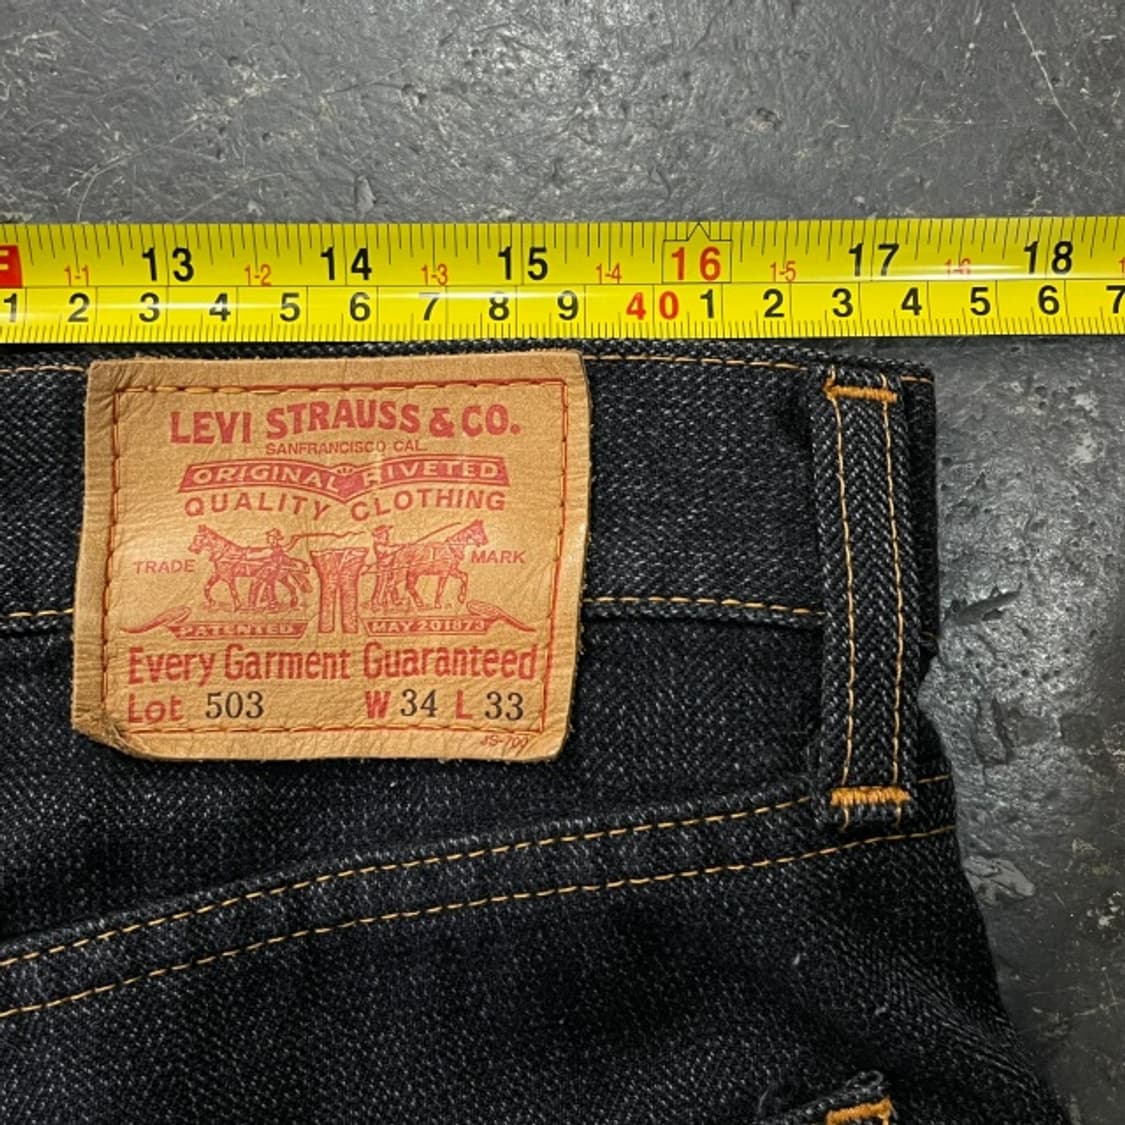 F 1-1 13 1-2 14 1-3 15 1-4 16 1-5 17 1-6 18
1 2 3 4 5 6 7 8 9 40 1 2 3 4 5 6 7
LEVI STRAUSS & CO.
SANFRANCISCO CAL.
ORIGINAL RIVETED
QUALITY CLOTHING
TRADE MARK
PATENTED MAY 20 1873
Every Garment Guaranteed
Lot 503 W 34 L 33